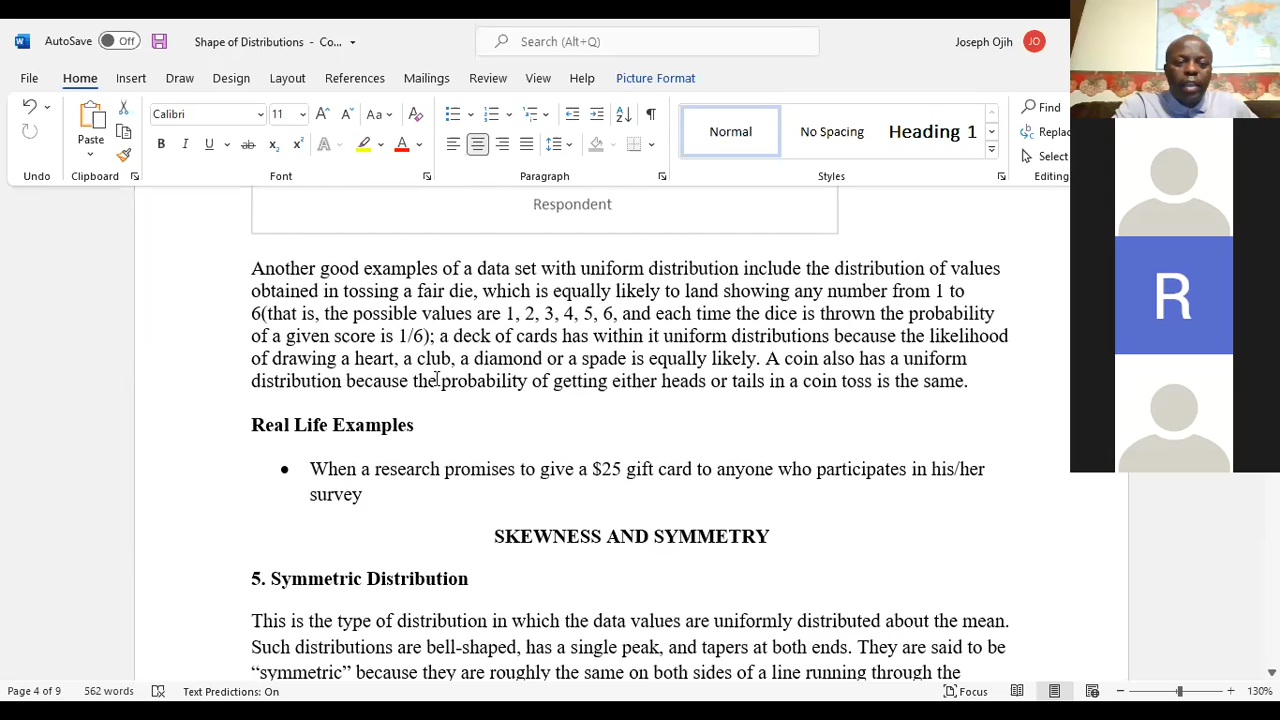 AutoSave Off Shape of Distributions - Co... Search (Alt+Q) Joseph Ojih JO
File Home Insert Draw Design Layout References Mailings Review View Help Picture Format
Calibri 11 Aa
Paste
B I U ab x₂ x² A A
Normal No Spacing Heading 1
Find
Replac
Select
Undo Clipboard Font Paragraph Styles Editing
Respondent
Another good examples of a data set with uniform distribution include the distribution of values
obtained in tossing a fair die, which is equally likely to land showing any number from 1 to
6(that is, the possible values are 1, 2, 3, 4, 5, 6, and each time the dice is thrown the probability
of a given score is 1/6); a deck of cards has within it uniform distributions because the likelihood
of drawing a heart, a club, a diamond or a spade is equally likely. A coin also has a uniform
distribution because the probability of getting either heads or tails in a coin toss is the same.
Real Life Examples
• When a research promises to give a $25 gift card to anyone who participates in his/her
survey
SKEWNESS AND SYMMETRY
5. Symmetric Distribution
This is the type of distribution in which the data values are uniformly distributed about the mean.
Such distributions are bell-shaped, has a single peak, and tapers at both ends. They are said to be
“symmetric” because they are roughly the same on both sides of a line running through the
R
Page 4 of 9 562 words Text Predictions: On Focus 130%